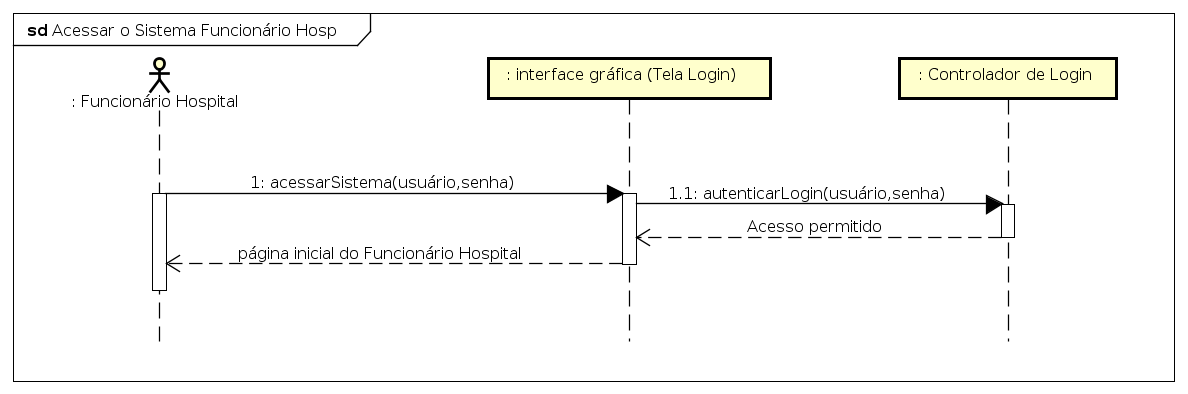 sd Acessar o Sistema Funcionário Hosp
: Funcionário Hospital
: interface gráfica (Tela Login)
: Controlador de Login
1: acessarSistema(usuário,senha)
1.1: autenticarLogin(usuário,senha)
Acesso permitido
página inicial do Funcionário Hospital